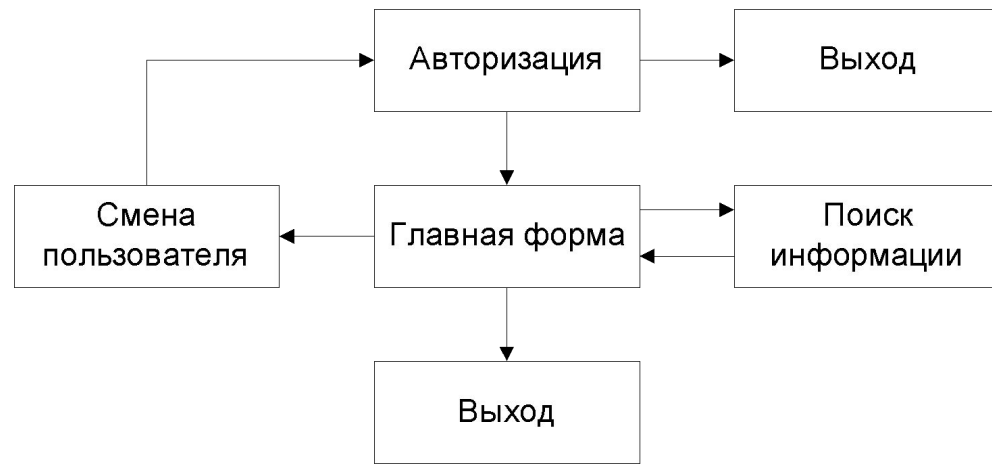 Авторизация
Выход
Смена
пользователя
Главная форма
Поиск
информации
Выход